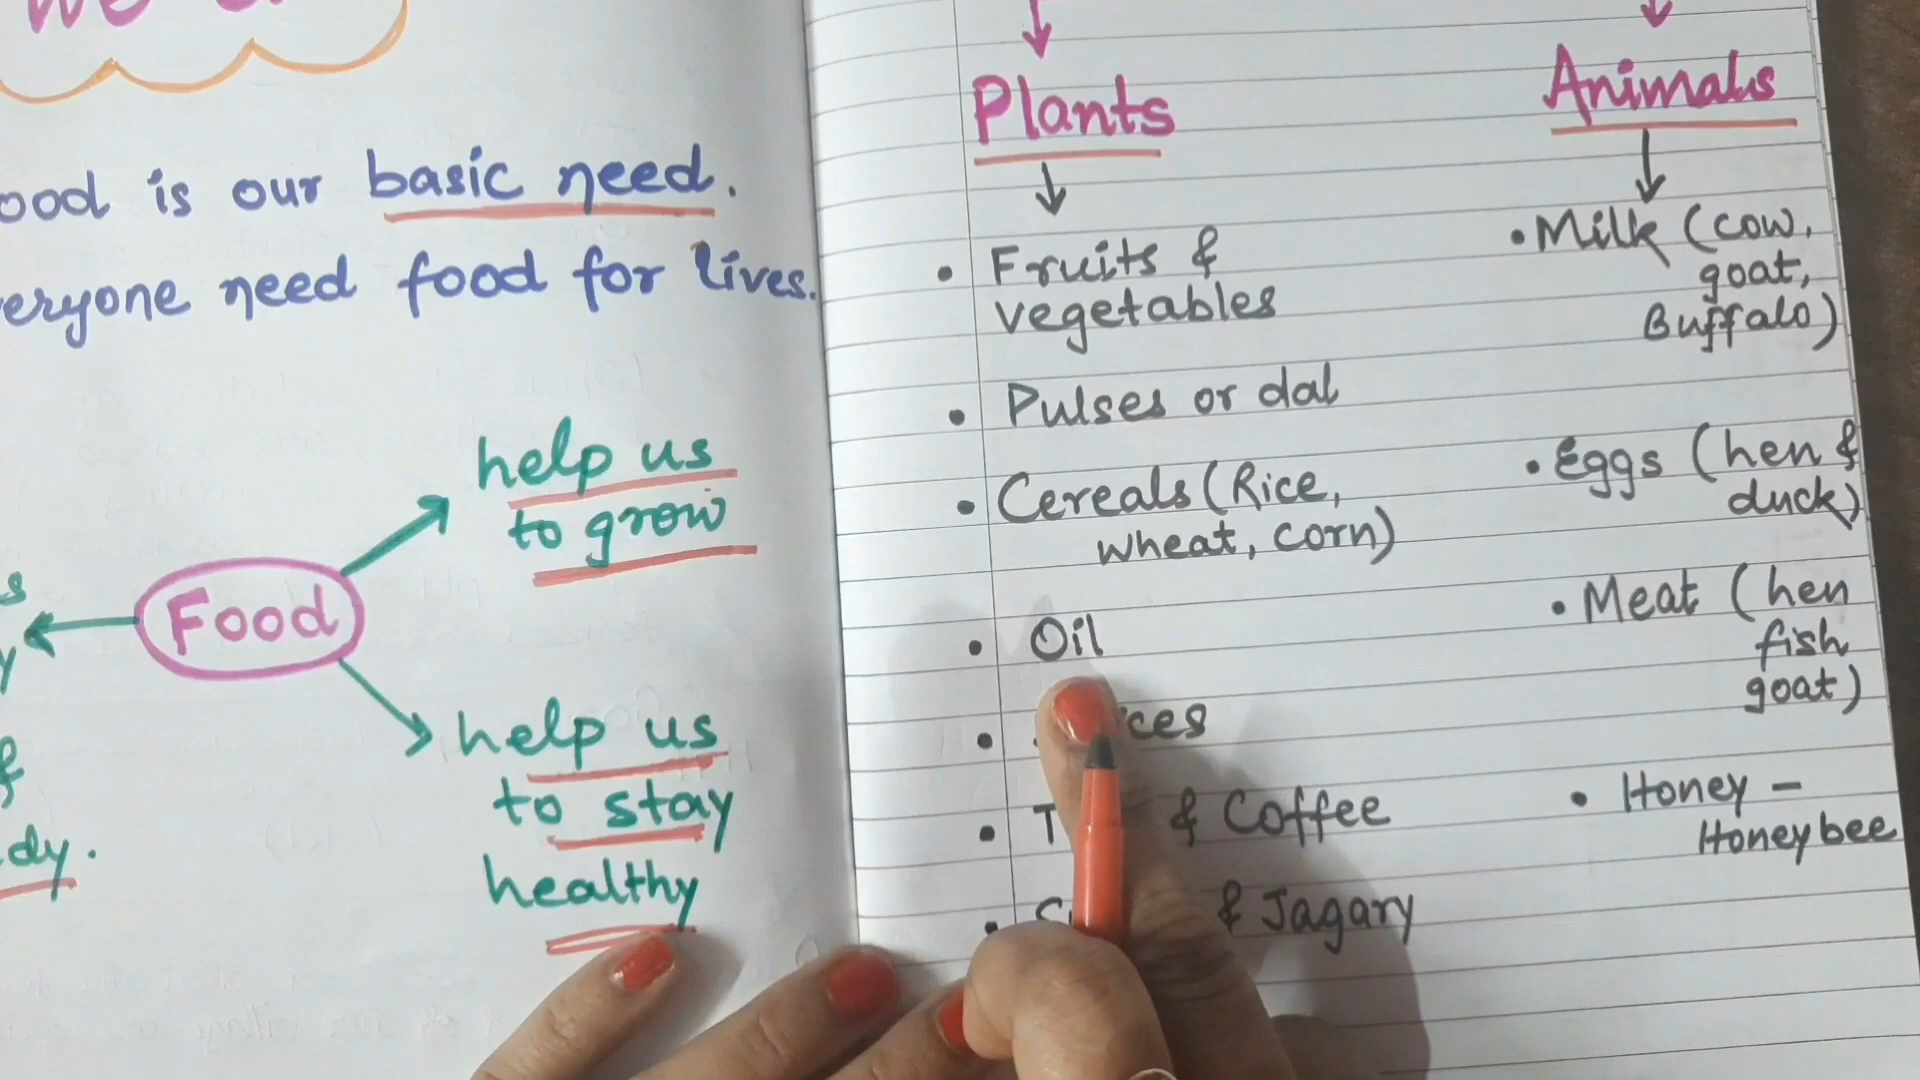 ood is our basic need.
eryone need food for lives.
help us
to grow
Food
help us
to stay
healthy
dy.
Plants
Fruits &
vegetables
Pulses or dal
Cereals (Rice,
wheat, corn)
Oil
& Coffee
& Jagary
Animals
Milk (cow,
goat,
Buffalo)
Eggs (hen &
duck)
Meat (hen
fish
goat)
Honey -
Honeybee